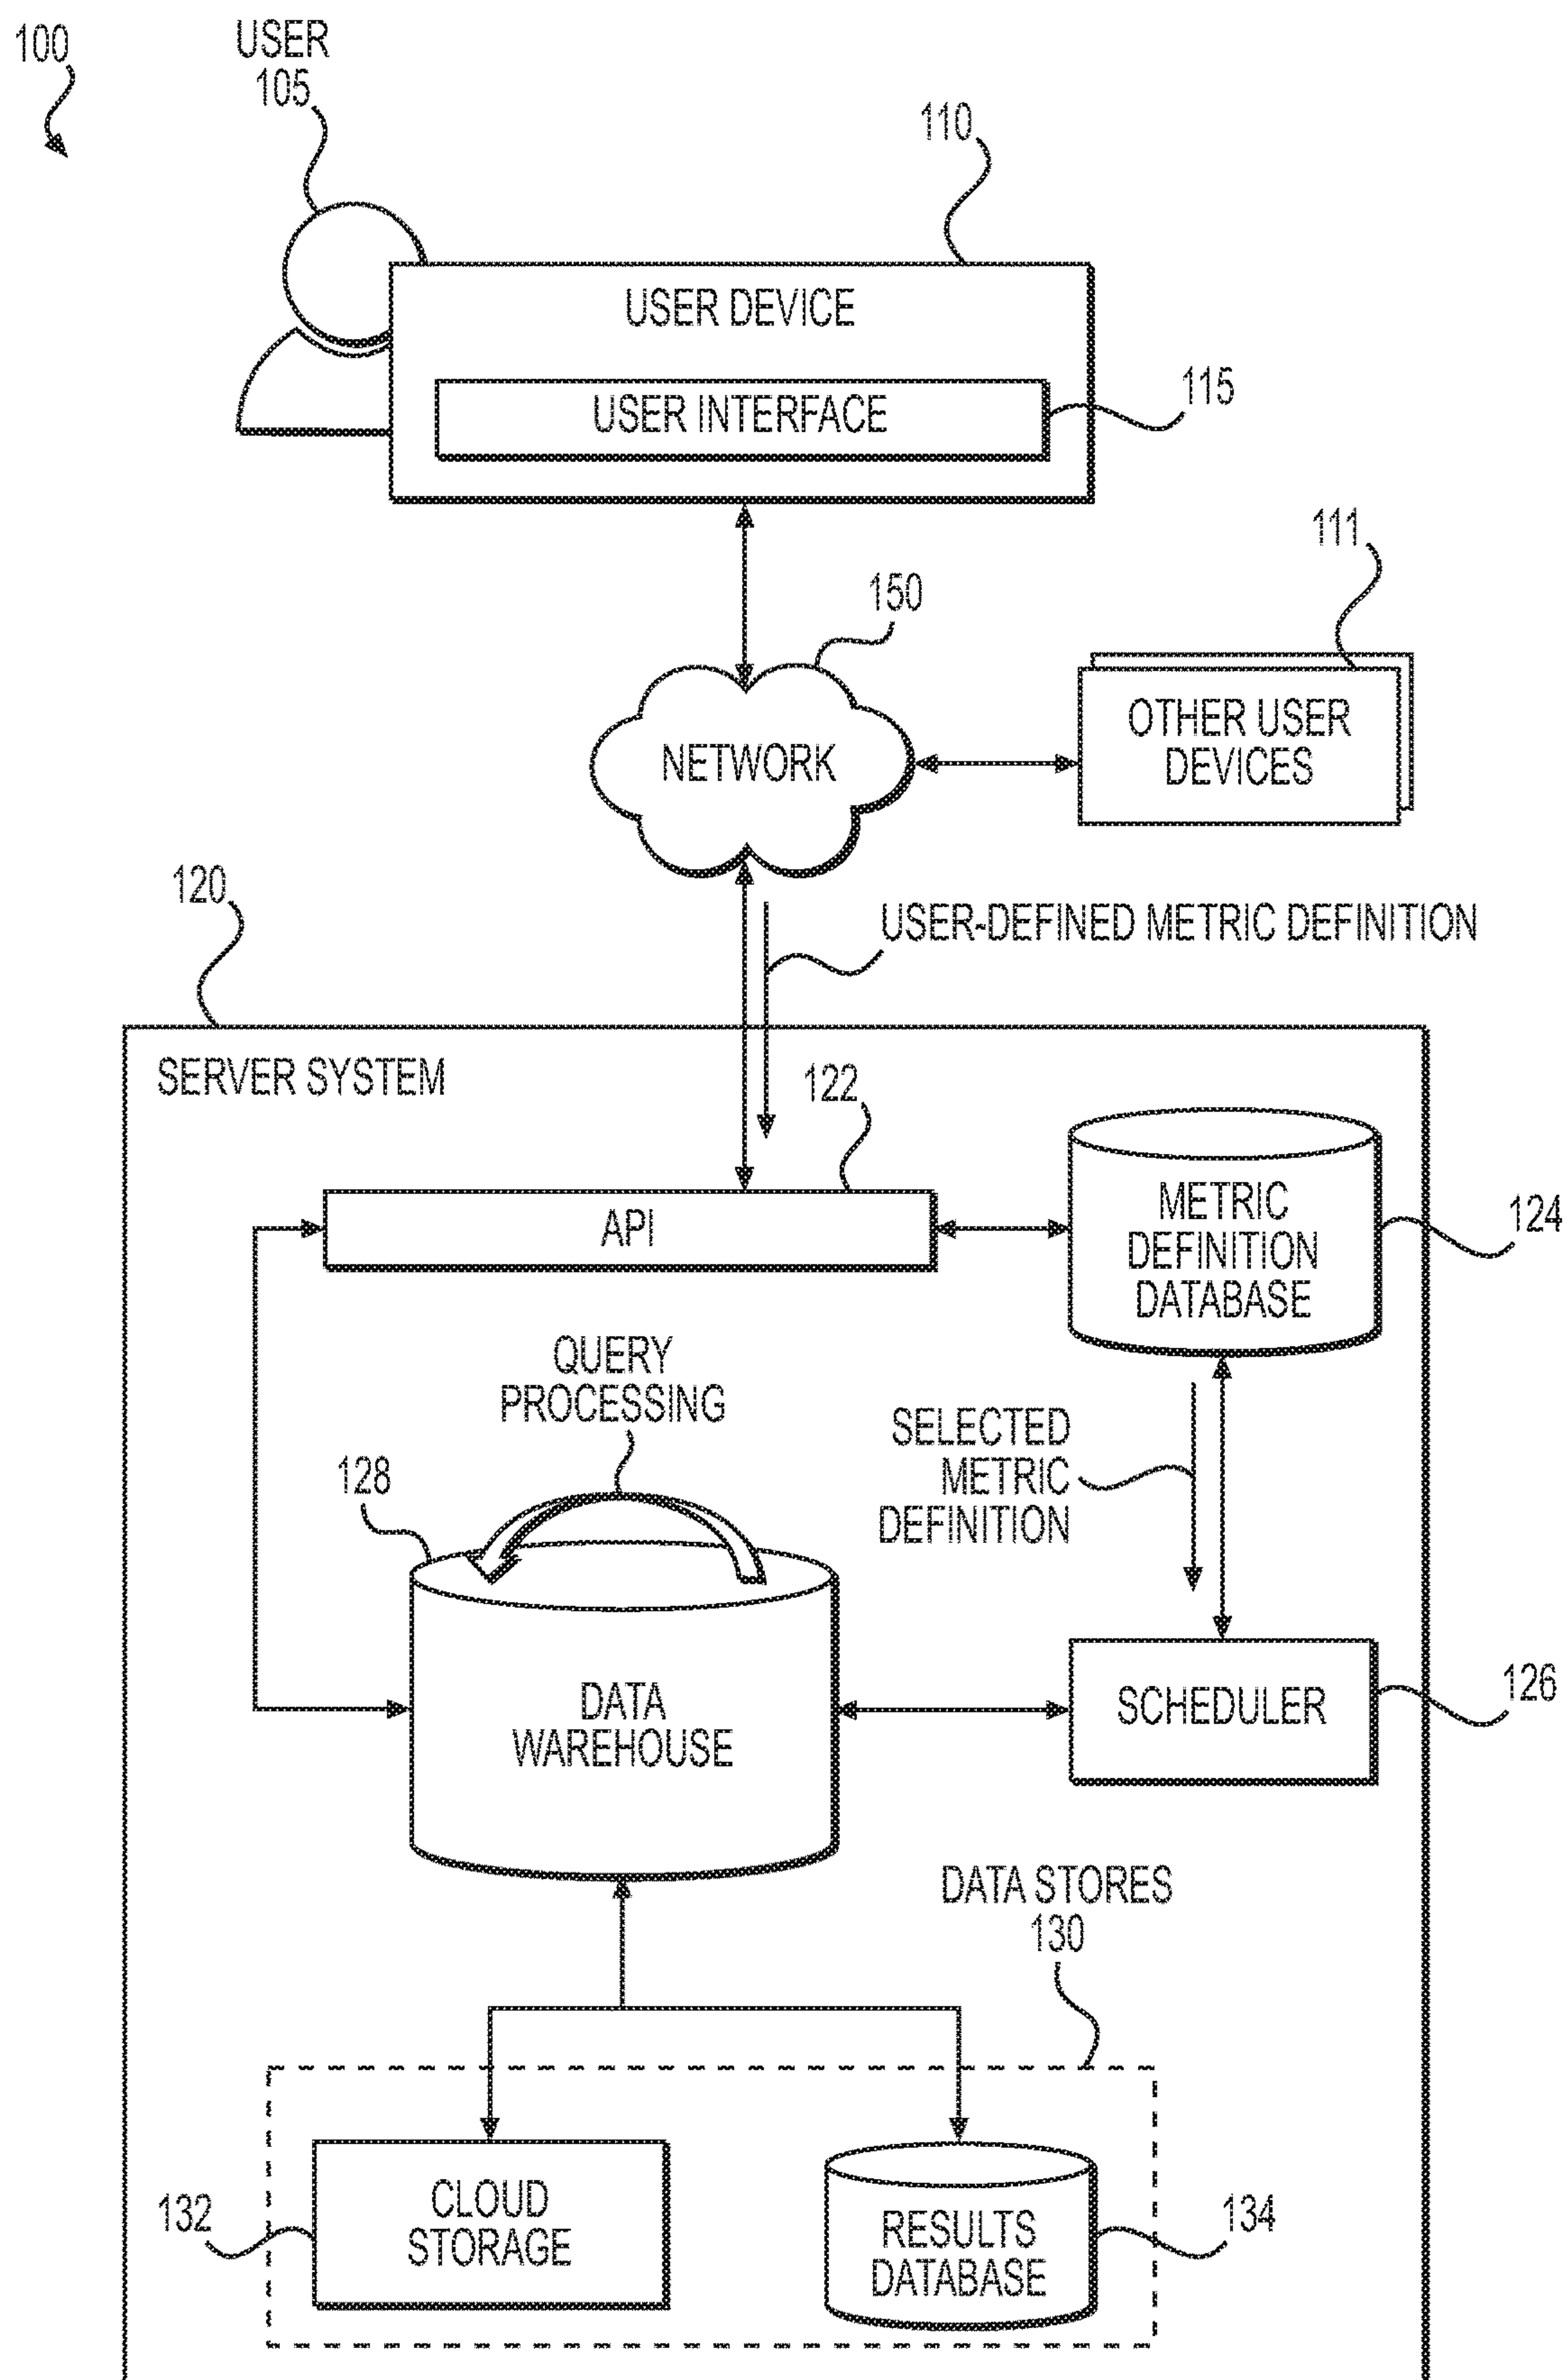 100
USER
105
110
USER DEVICE
USER INTERFACE
115
111
150
OTHER USER
DEVICES
NETWORK
120
USER-DEFINED METRIC DEFINITION
SERVER SYSTEM
122
API
METRIC
DEFINITION
DATABASE
124
QUERY
PROCESSING
SELECTED
METRIC
DEFINITION
128
DATA
WAREHOUSE
SCHEDULER
126
DATA STORES
130
CLOUD
STORAGE
132
RESULTS
DATABASE
134